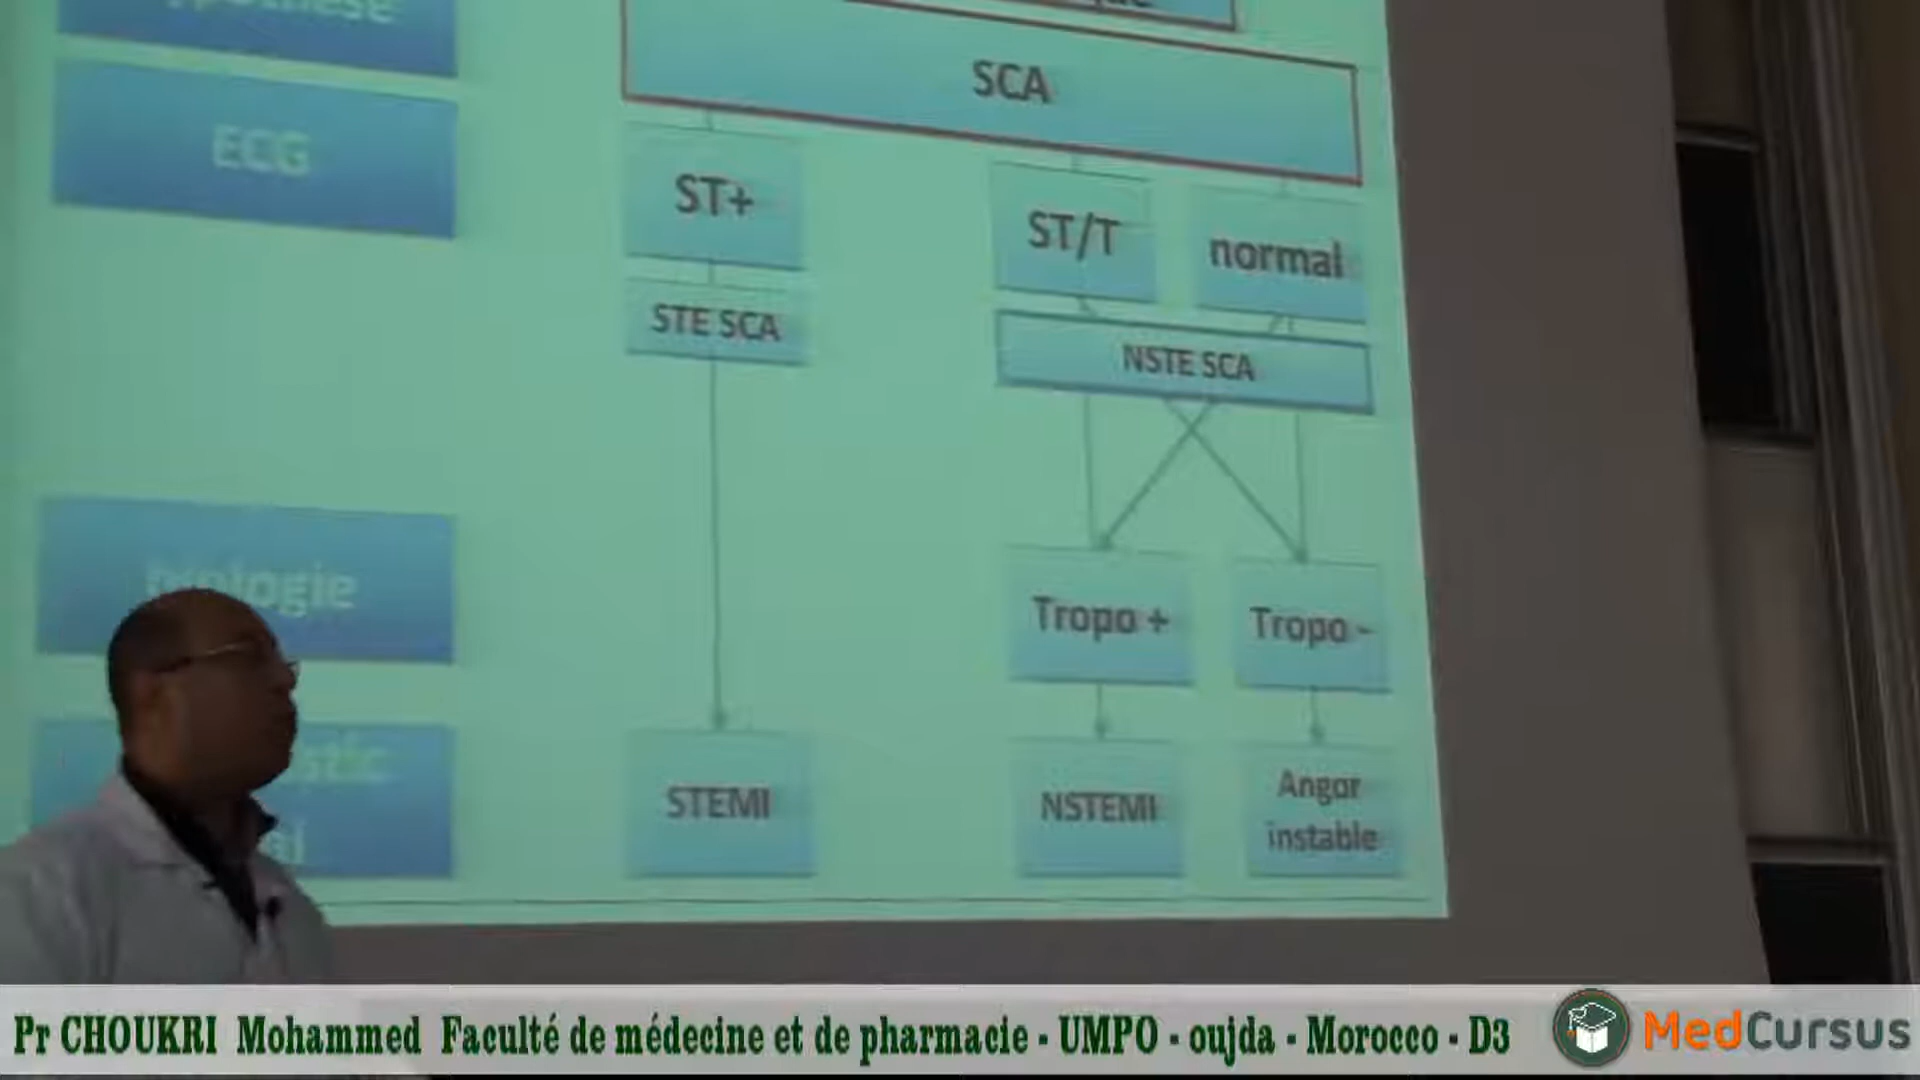 SCA
ECG
ST+
ST/T
normal
STE SCA
NSTE SCA
Tropo +
Tropo -
STEMI
NSTEMI
Angor
instable
Pr CHOUKRI Mohammed Faculté de médecine et de pharmacie - UMPO - oujda - Morocco - D3
MedCursus